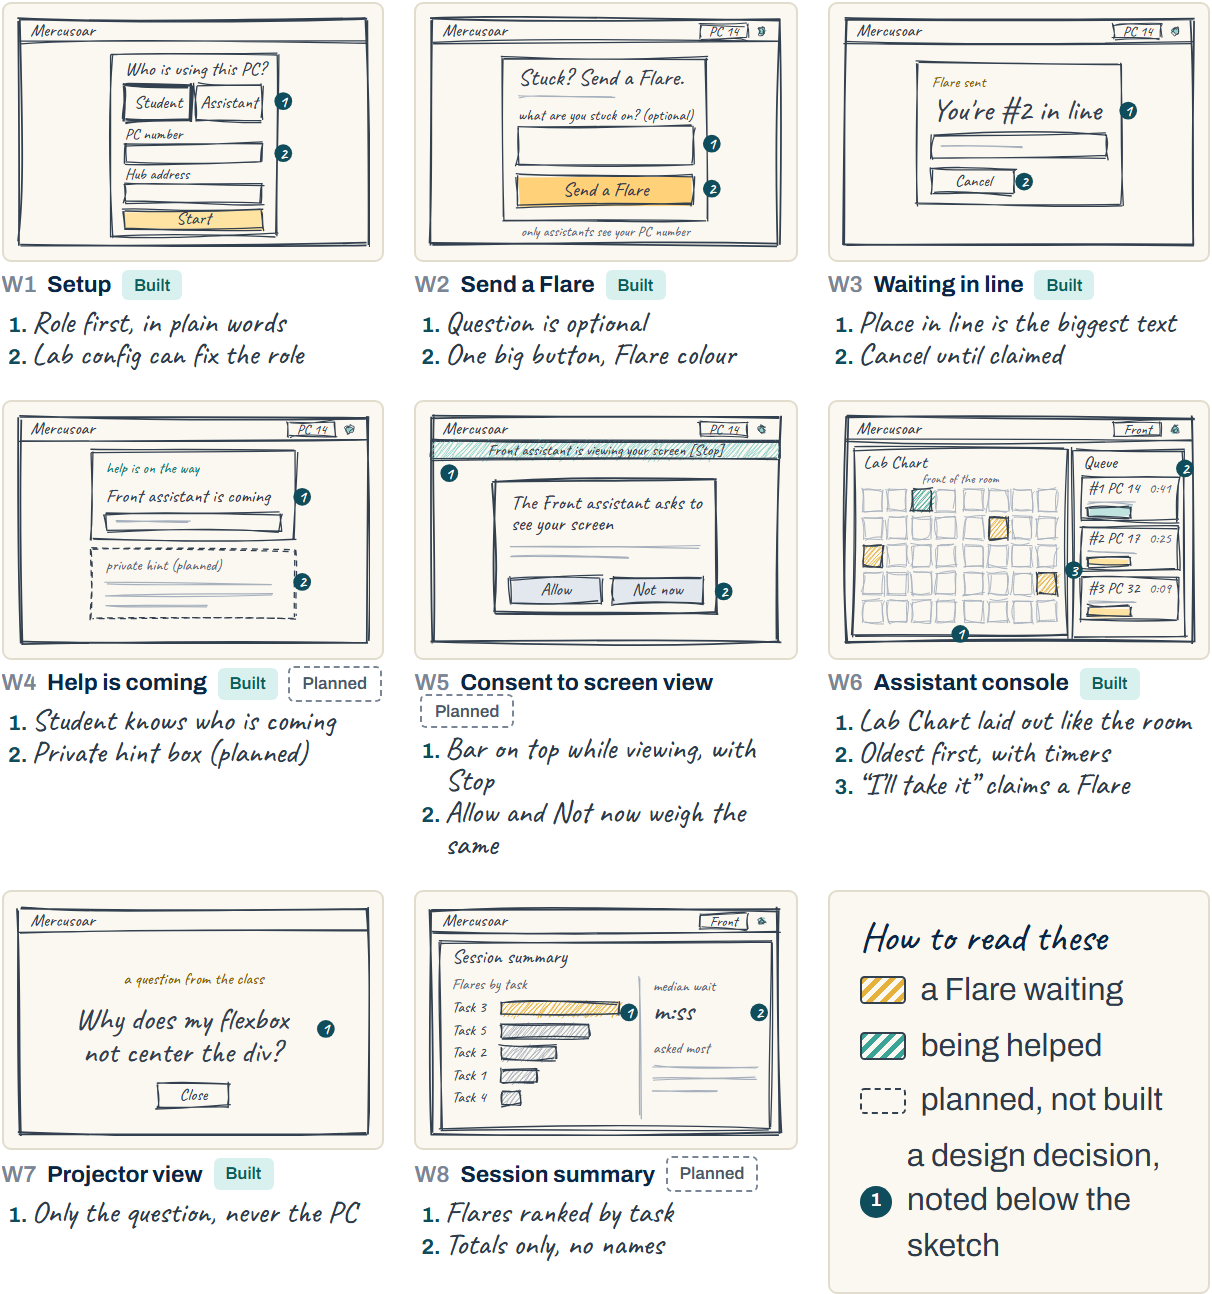 Mercusoar
Who is using this PC?
Student Assistant 1
PC number
2
Hub address
Start
W1 Setup Built
1. Role first, in plain words
2. Lab config can fix the role
Mercusoar PC 14
Stuck? Send a Flare.
what are you stuck on? (optional)
1
Send a Flare 2
only assistants see your PC number
W2 Send a Flare Built
1. Question is optional
2. One big button, Flare colour
Mercusoar PC 14
Flare sent
You're #2 in line 1
Cancel 2
W3 Waiting in line Built
1. Place in line is the biggest text
2. Cancel until claimed
Mercusoar PC 14
help is on the way
Front assistant is coming 1
private hint (planned)
2
W4 Help is coming Built Planned
1. Student knows who is coming
2. Private hint box (planned)
Mercusoar PC 14
Front assistant is viewing your screen [Stop]
1
The Front assistant asks to
see your screen
Allow Not now 2
W5 Consent to screen view
Planned
1. Bar on top while viewing, with
Stop
2. Allow and Not now weigh the
same
Mercusoar Front
Lab Chart
front of the room
Queue 2
#1 PC 14 0:41
#2 PC 17 0:25
3
#3 PC 32 0:09
1
W6 Assistant console Built
1. Lab Chart laid out like the room
2. Oldest first, with timers
3. “I'll take it” claims a Flare
Mercusoar
a question from the class
Why does my flexbox
not center the div? 1
Close
W7 Projector view Built
1. Only the question, never the PC
Mercusoar Front
Session summary
Flares by task
Task 3 1
Task 5
Task 2
Task 1
Task 4
median wait
m:ss 2
asked most
W8 Session summary Planned
1. Flares ranked by task
2. Totals only, no names
How to read these
a Flare waiting
being helped
planned, not built
1 a design decision,
noted below the
sketch